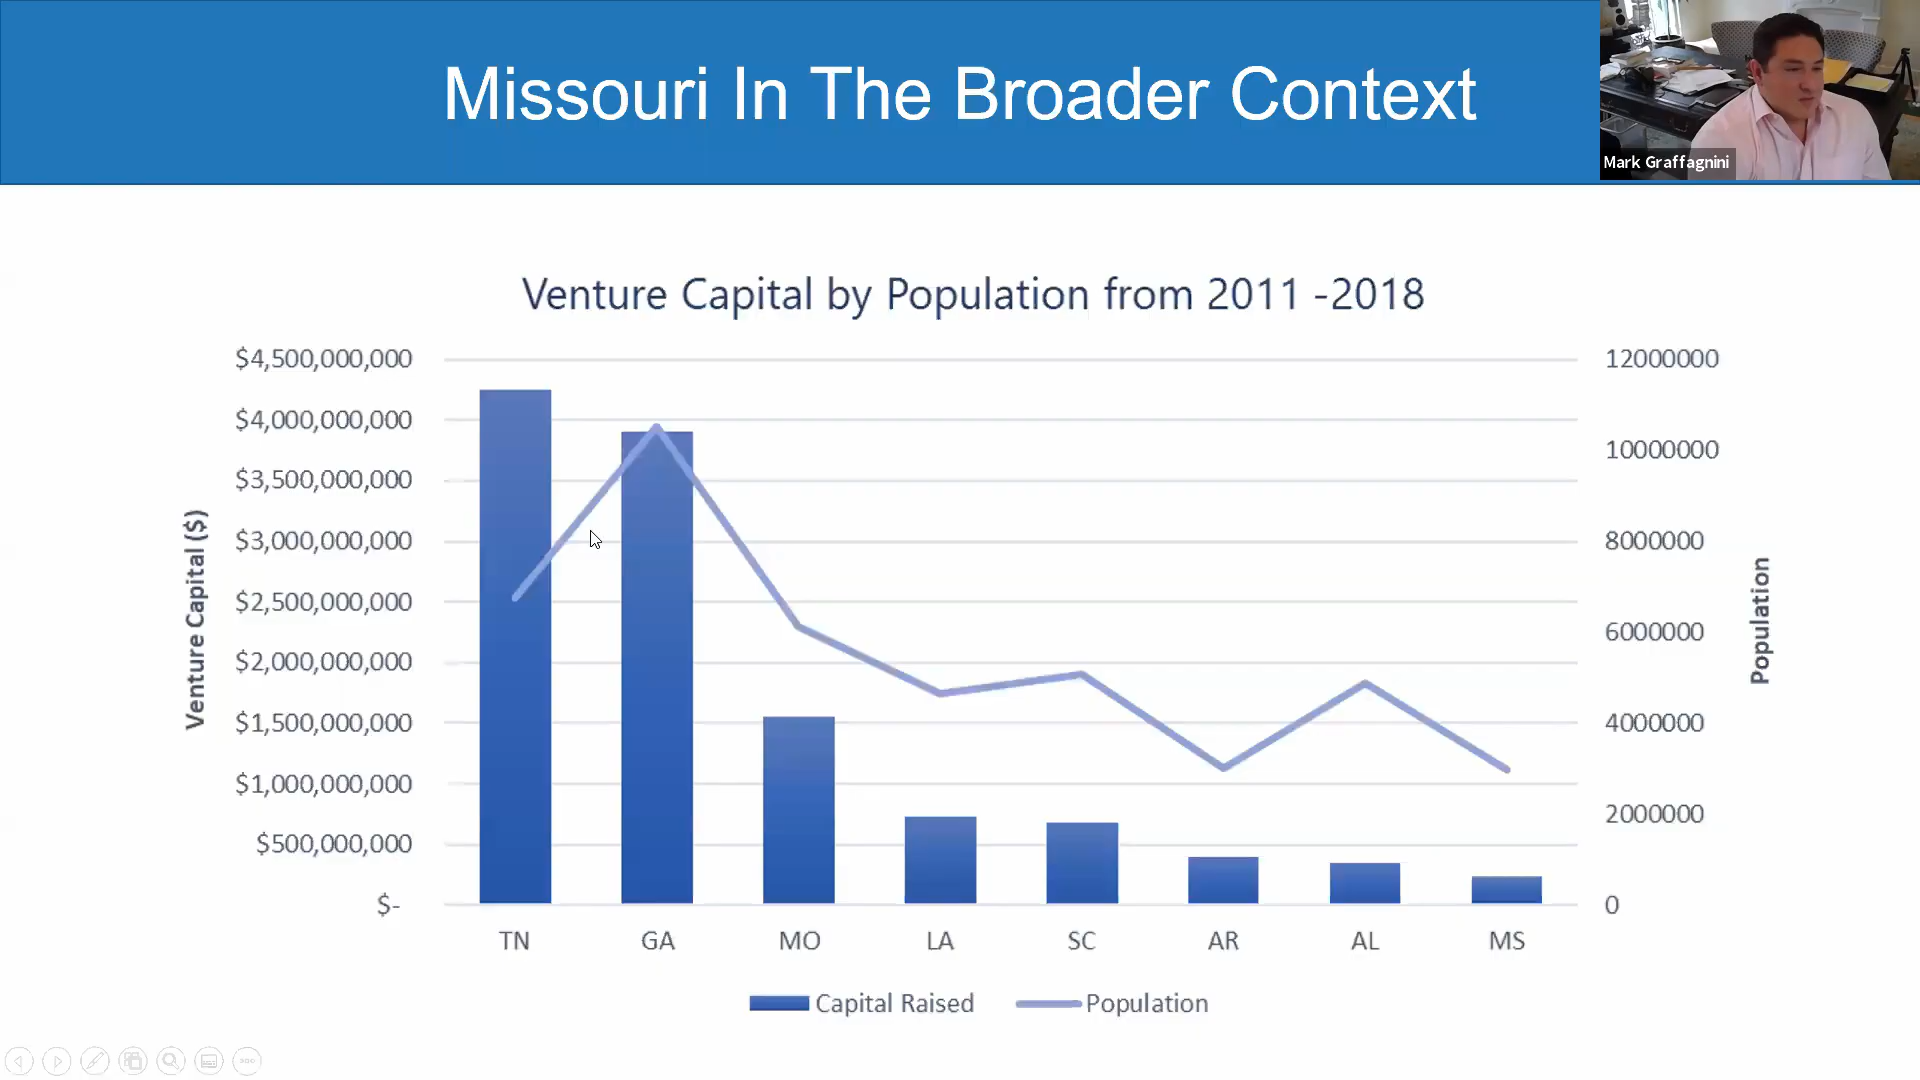 Missouri In The Broader Context
Mark Graffagnini
Venture Capital by Population from 2011 -2018
$4,500,000,000
$4,000,000,000
$3,500,000,000
$3,000,000,000
$2,500,000,000
$2,000,000,000
$1,500,000,000
$1,000,000,000
$500,000,000
$-
Venture Capital ($)
12000000
10000000
8000000
6000000
4000000
2000000
0
Population
TN GA MO LA SC AR AL MS
Capital Raised Population